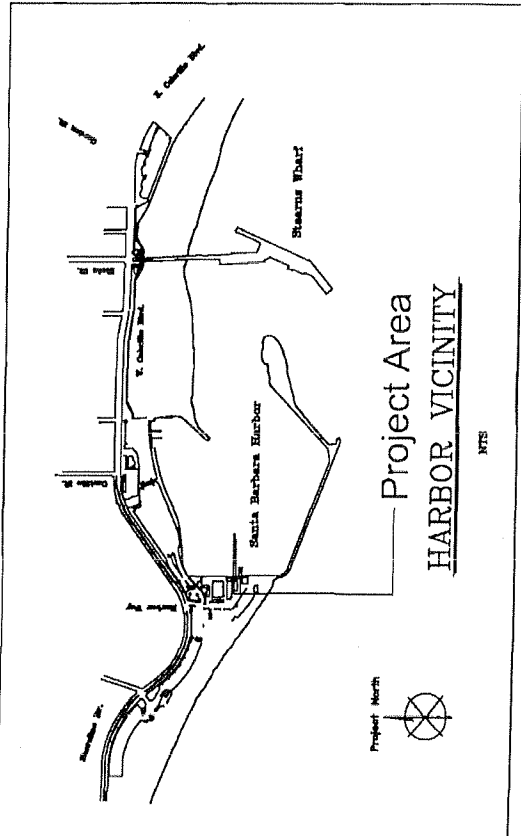 E. Cabrillo Blvd.
Stearns Wharf
State St.
W. Cabrillo Blvd.
Castillo St.
Santa Barbara Harbor
Harbor Way
Shoreline Dr.
Project Area
HARBOR VICINITY
NTS
Project North